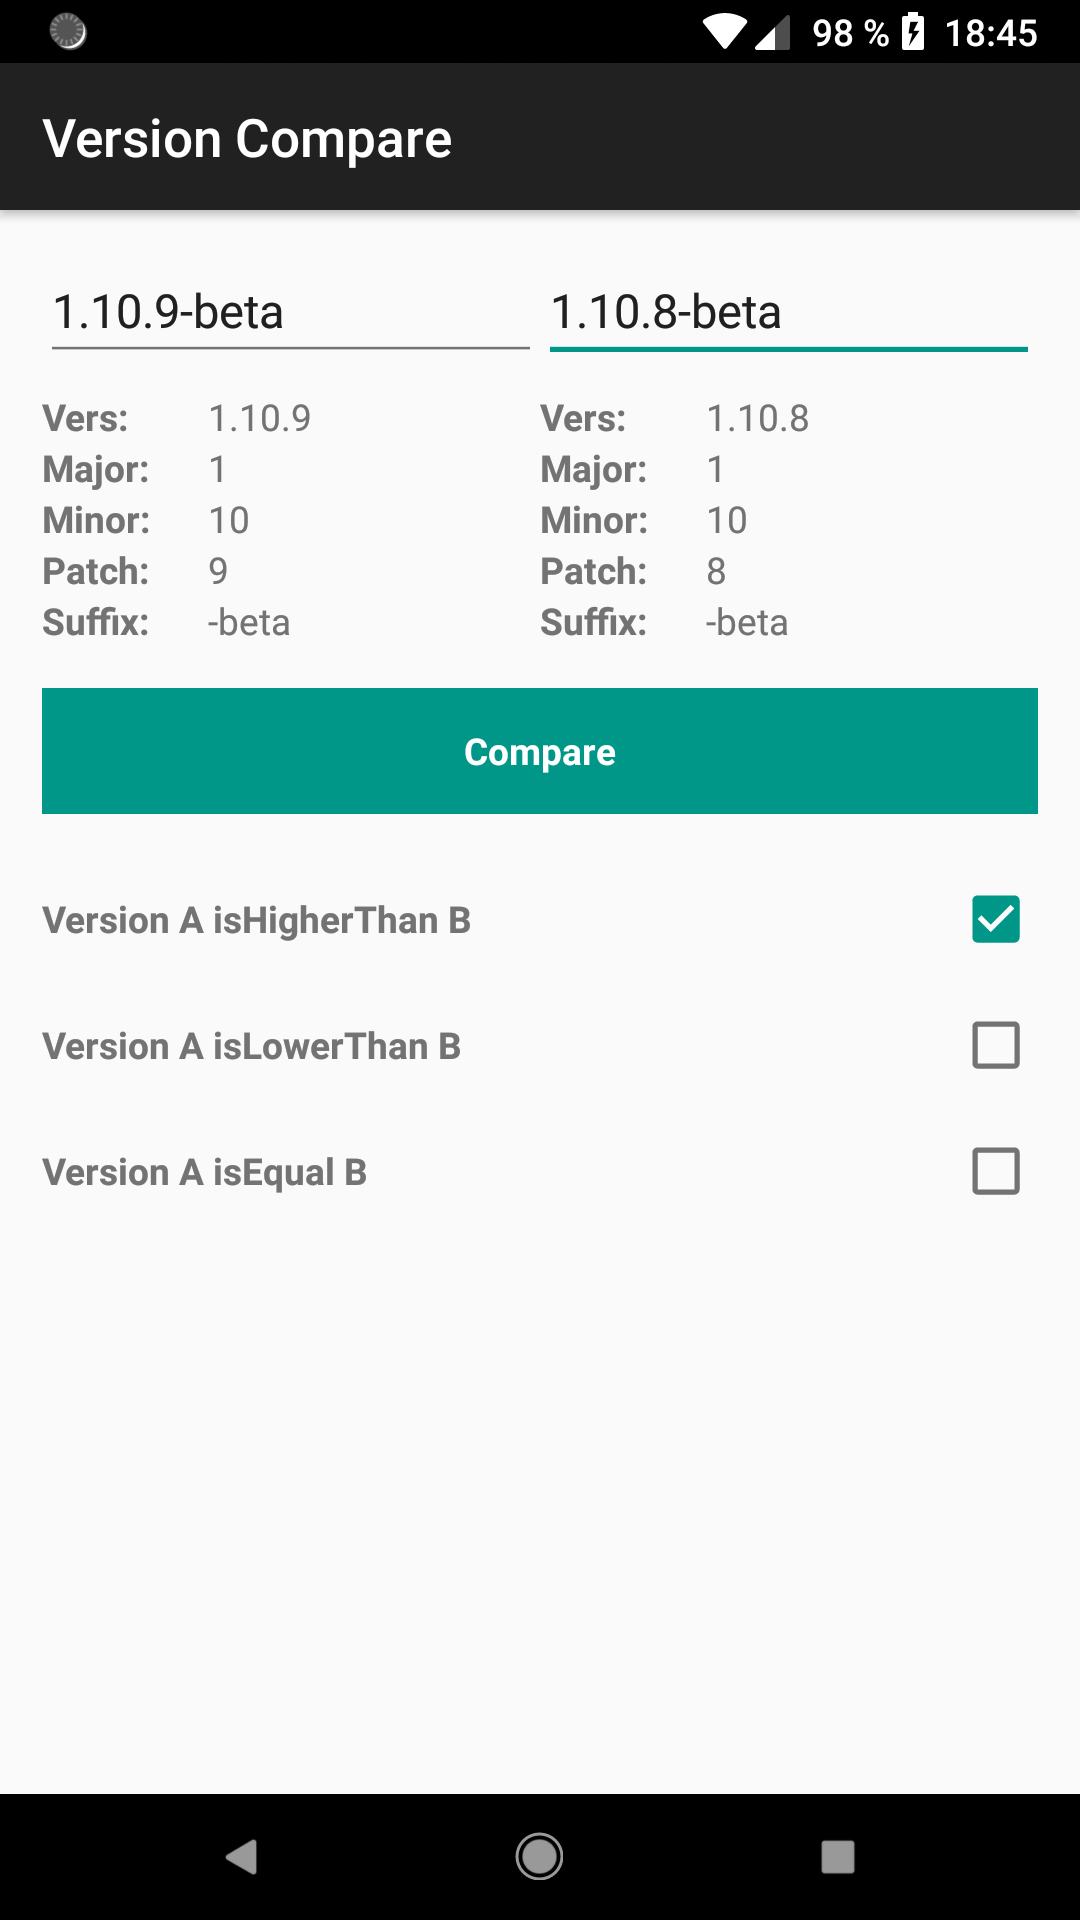 98 % 18:45
Version Compare
1.10.9-beta 1.10.8-beta
Vers: 1.10.9 Vers: 1.10.8
Major: 1 Major: 1
Minor: 10 Minor: 10
Patch: 9 Patch: 8
Suffix: -beta Suffix: -beta
Compare
Version A isHigherThan B
Version A isLowerThan B
Version A isEqual B